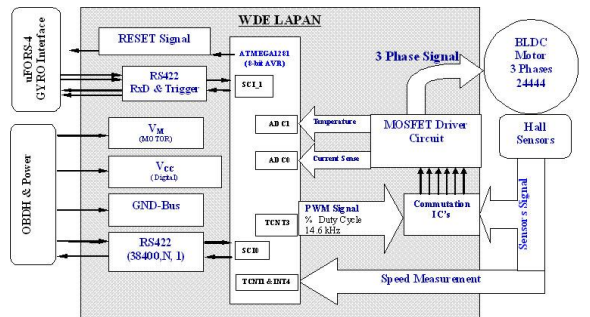 WDE LAPAN
uFORS-4
GYRO Interface
RESET Signal
RS422
RxD & Trigger
ATMEGA1281
(8-bit AVR)
SCI_1
3 Phase Signal
BLDC
Motor
3 Phases
24444
Hall
Sensors
OBDH & Power
VM
(MOTOR)
VCC
(Digital)
GND-Bus
RS422
(38400,N, 1)
ADC1
Temperature
ADC0
Current Sense
MOSFET Driver
Circuit
TCNT3
PWM Signal
% Duty Cycle
14.6 kHz
Commutation
IC's
Sensors Signal
SCI0
TCNT1 & INT4
Speed Measurement